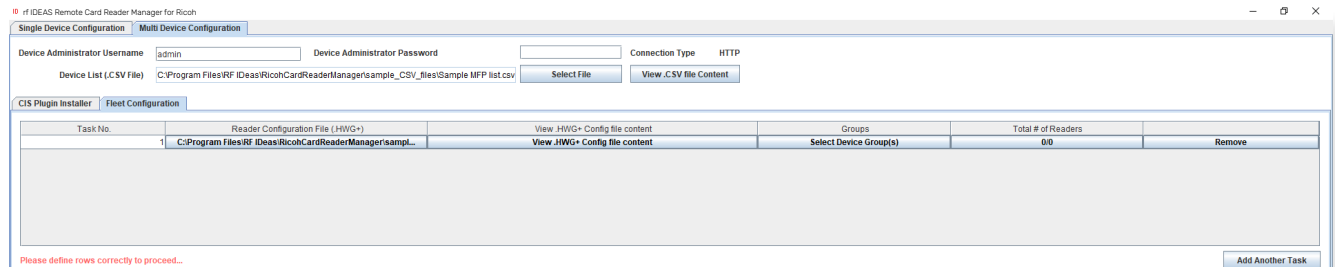 rf IDEAS Remote Card Reader Manager for Ricoh
Single Device Configuration Multi Device Configuration
Device Administrator Username admin Device Administrator Password Connection Type HTTP
Device List (.CSV File) C:\Program Files\RF IDeas\RicohCardReaderManager\sample_CSV_files\Sample MFP list.csv Select File View .CSV file Content
CIS Plugin Installer Fleet Configuration
Task No. Reader Configuration File (.HWG+) View .HWG+ Config file content Groups Total # of Readers
1 C:\Program Files\RF IDeas\RicohCardReaderManager\sampl... View .HWG+ Config file content Select Device Group(s) 0/0 Remove
Please define rows correctly to proceed... Add Another Task